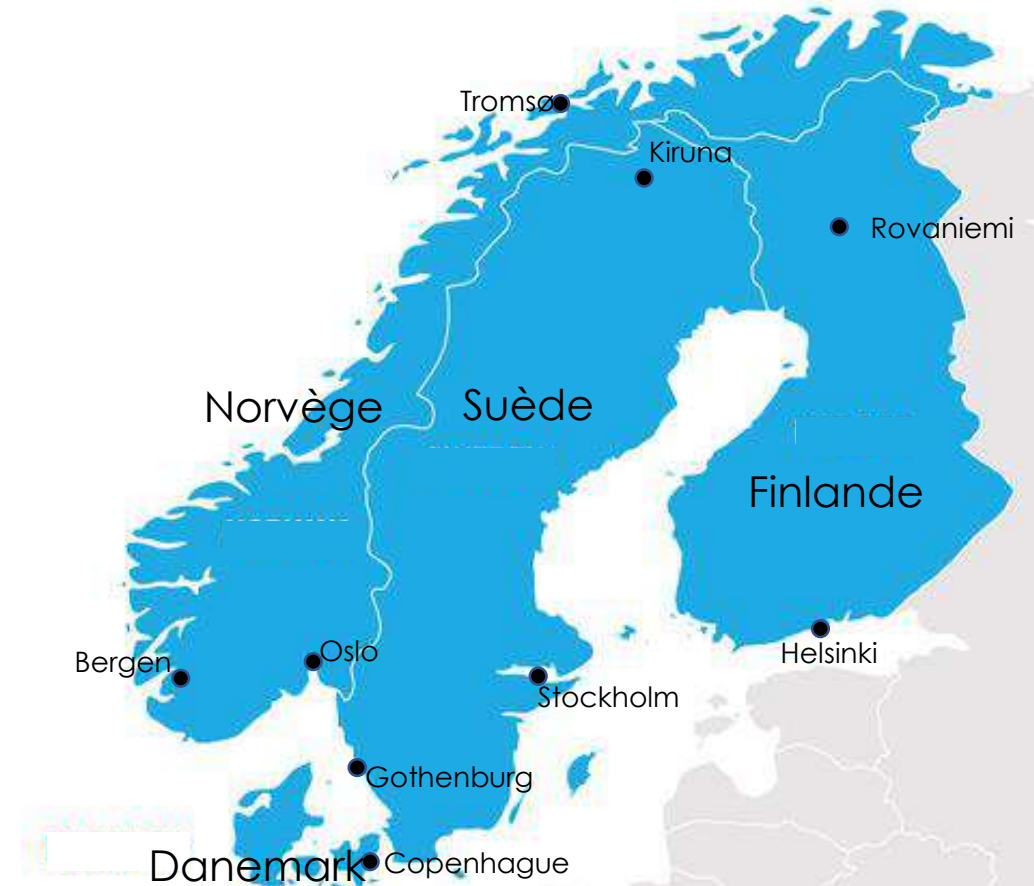 Tromsø
Kiruna
Rovaniemi
Norvège
Suède
Finlande
Helsinki
Oslo
Bergen
Stockholm
Gothenburg
Danemark
Copenhague